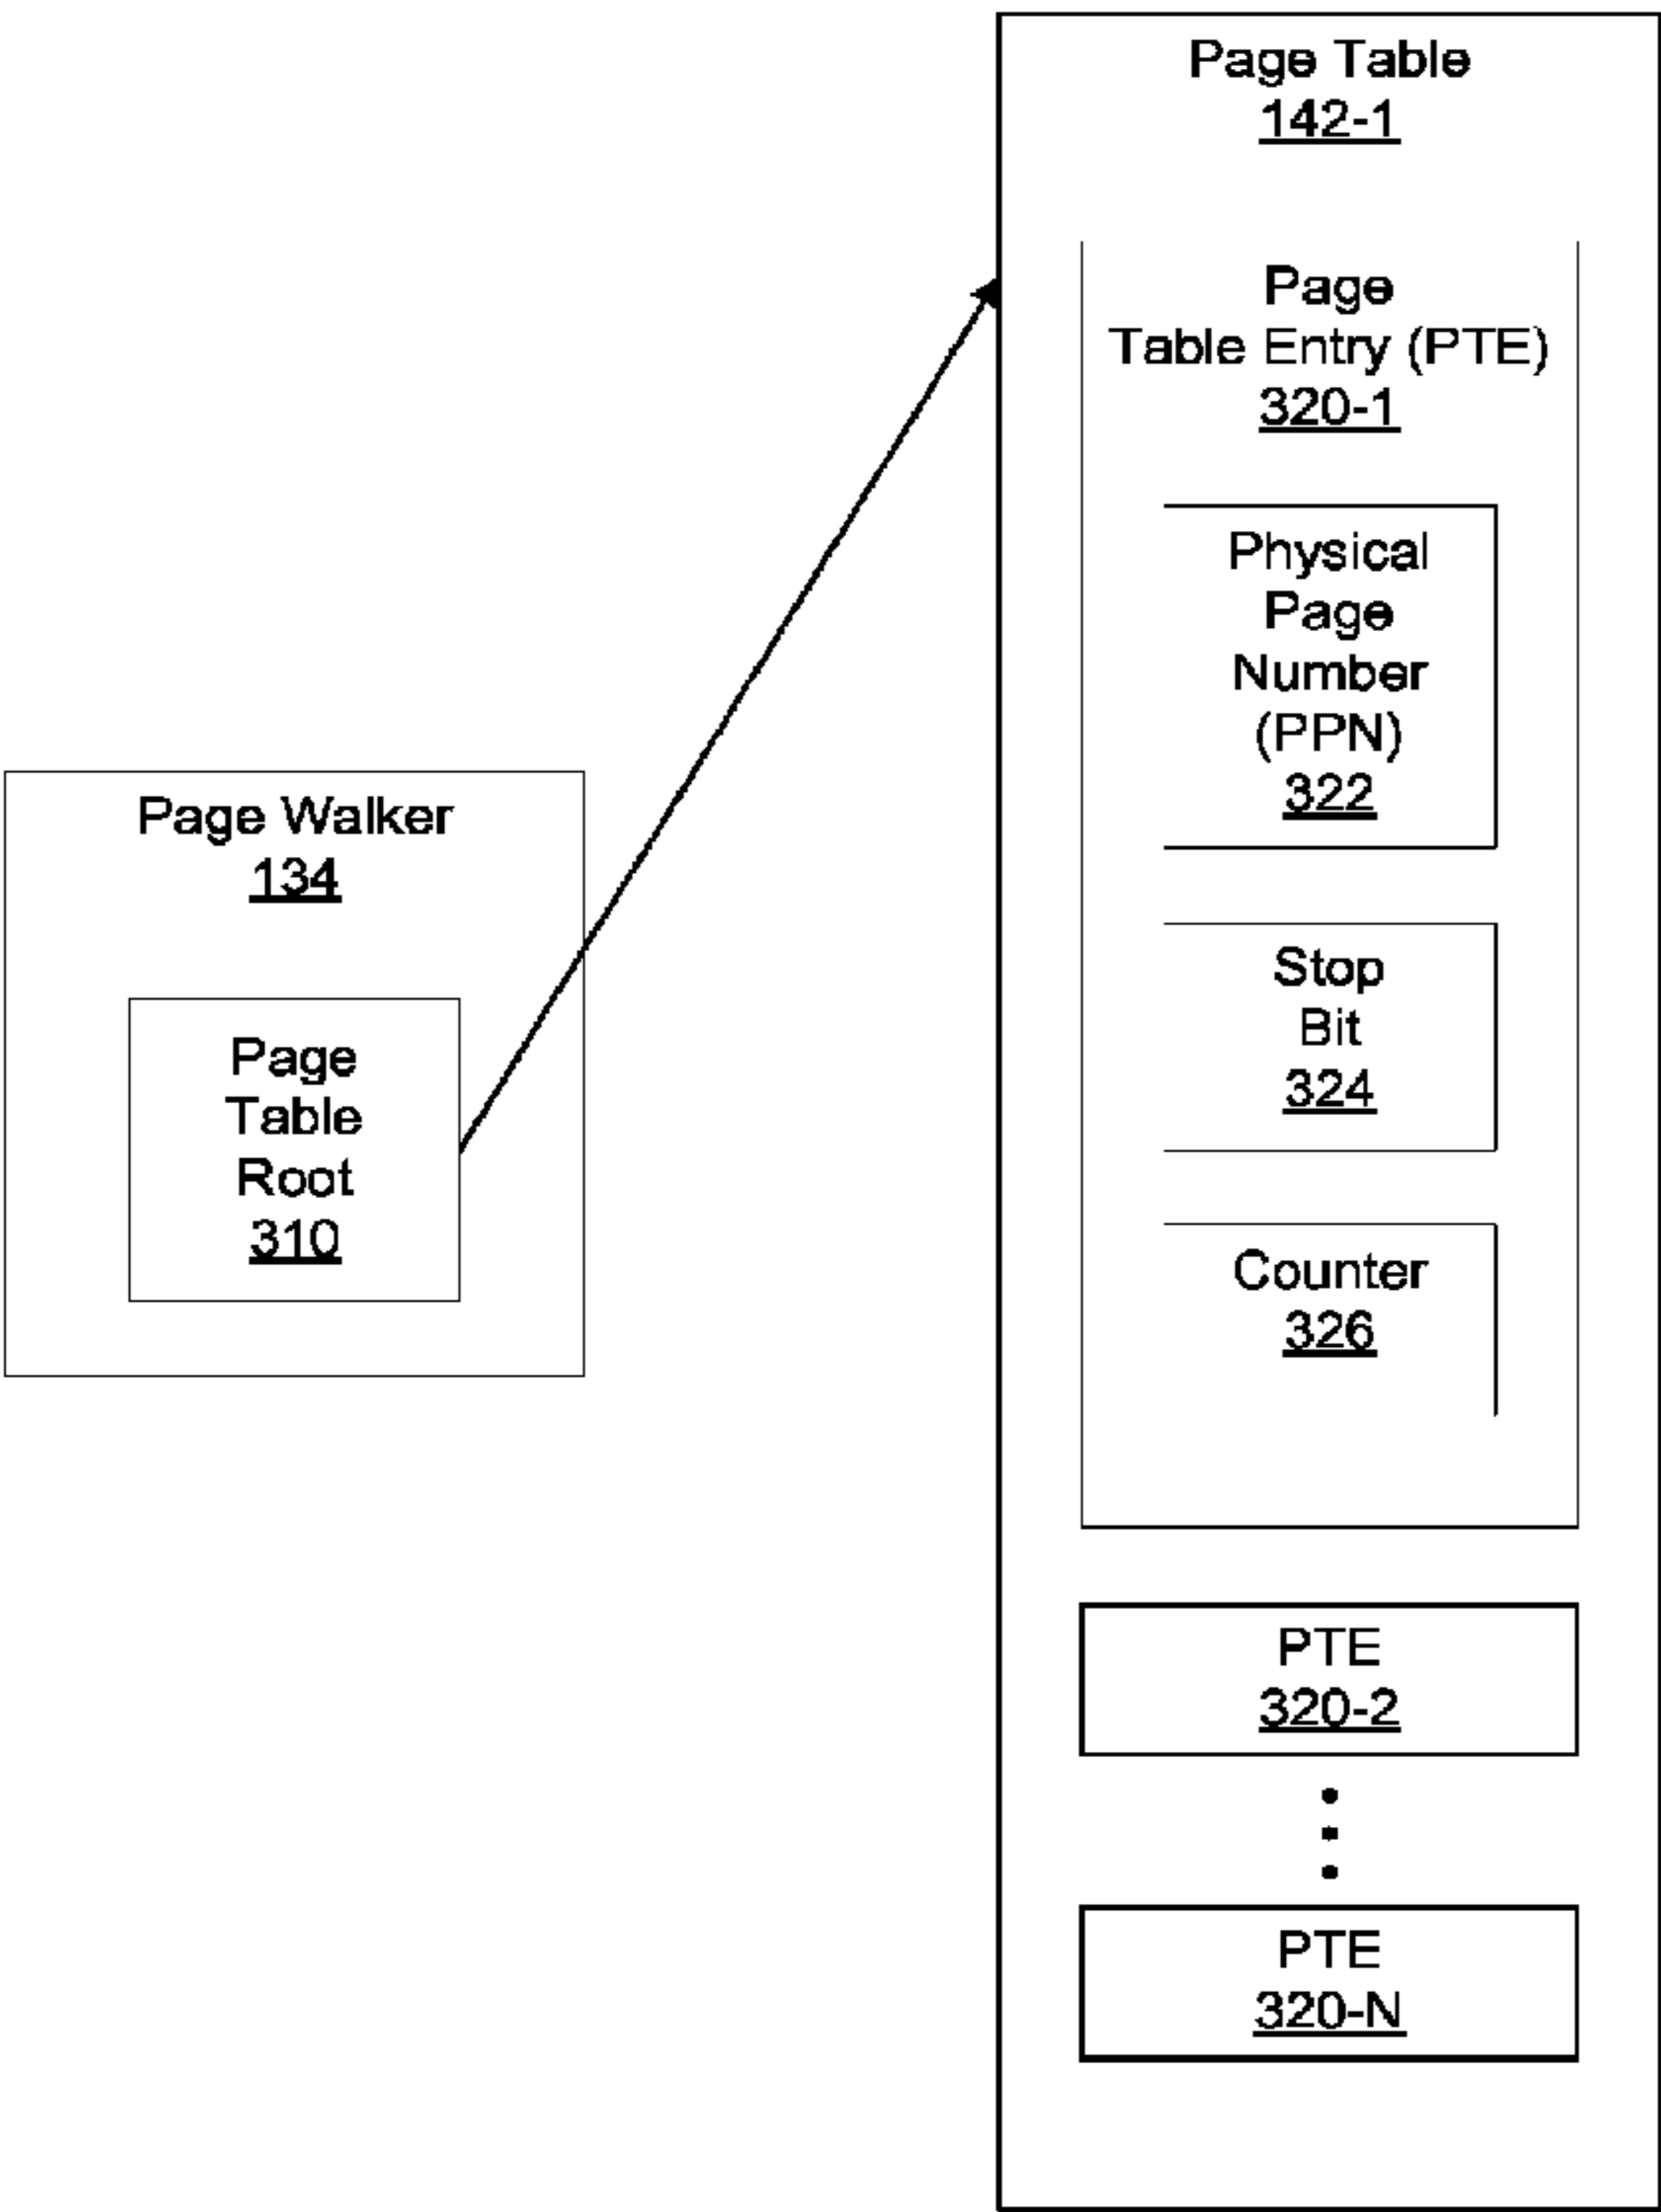 Page Table
142-1
Page
Table Entry (PTE)
320-1
Physical
Page
Number
(PPN)
322
Stop
Bit
324
Counter
326
PTE
320-2
PTE
320-N
Page Walker
134
Page
Table
Root
310